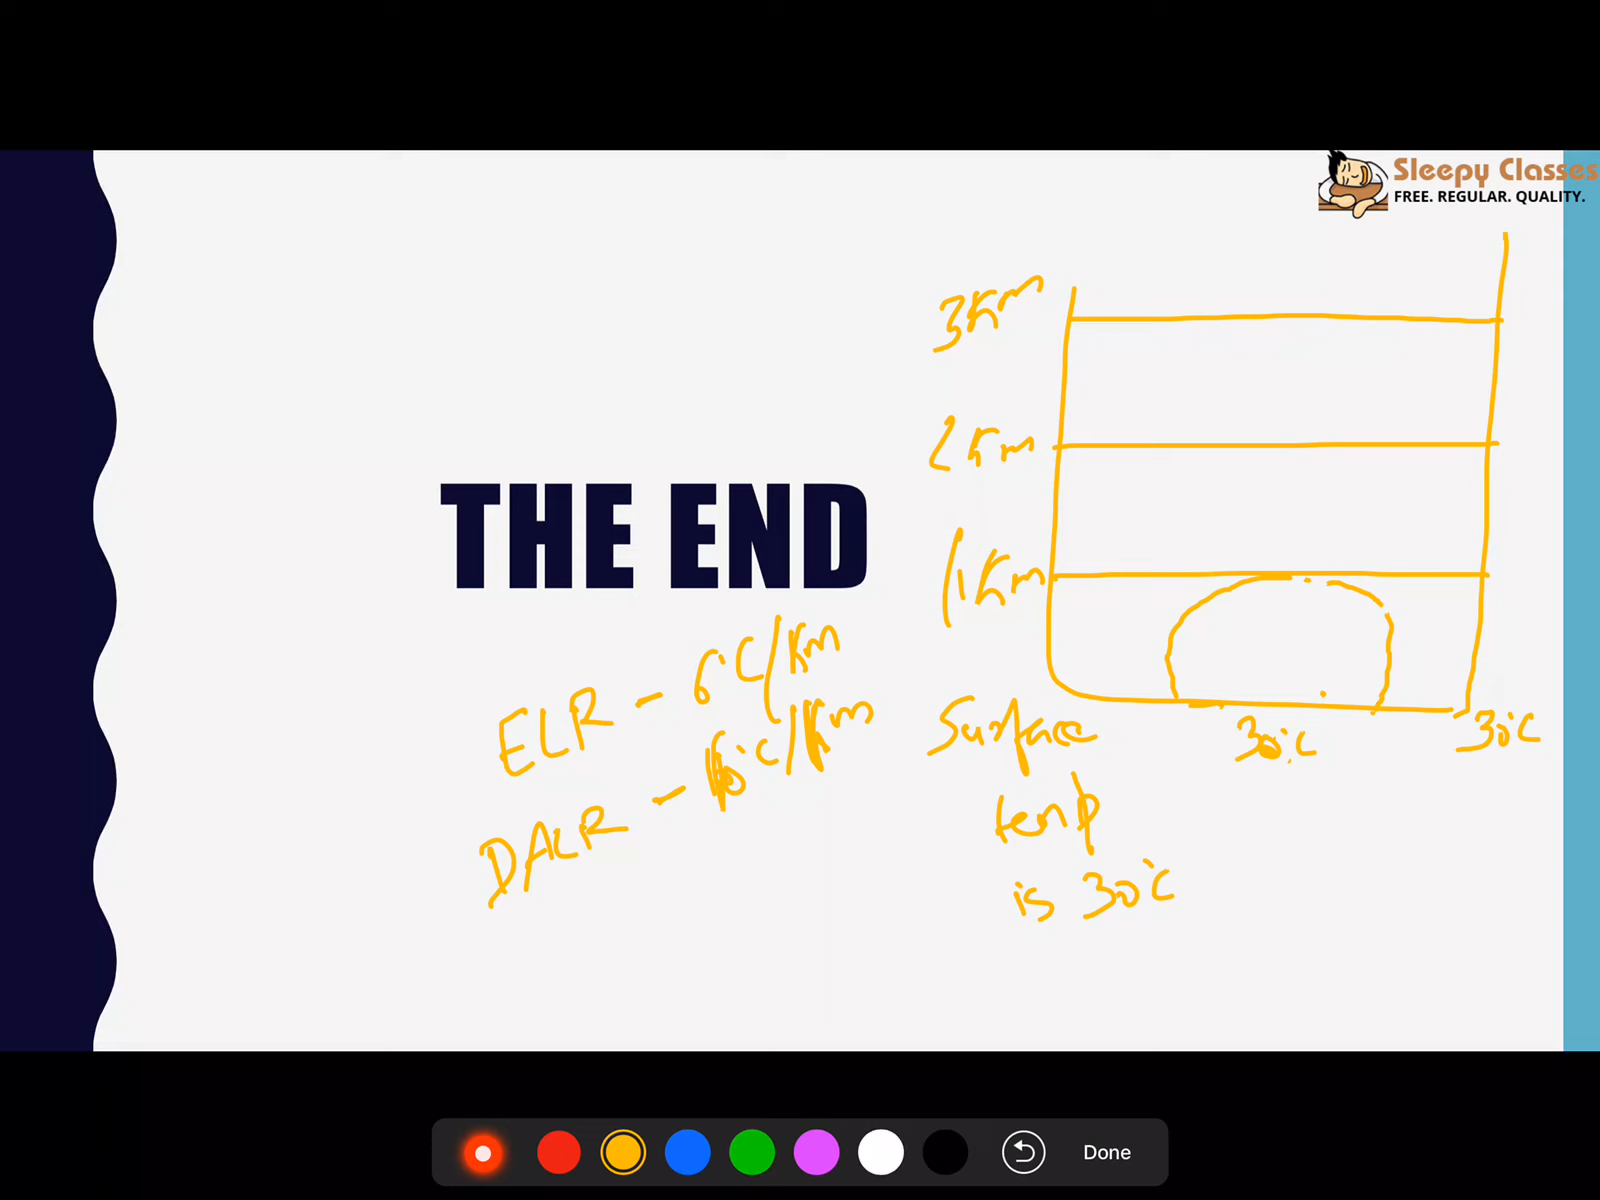 Sleepy Classes
FREE. REGULAR. QUALITY.
3Km
2Km
THE END
1Km
ELR - 6°C/Km
DALR - 10°C/Km
Surface
30°C
30°C
temp
is 30°C
Done